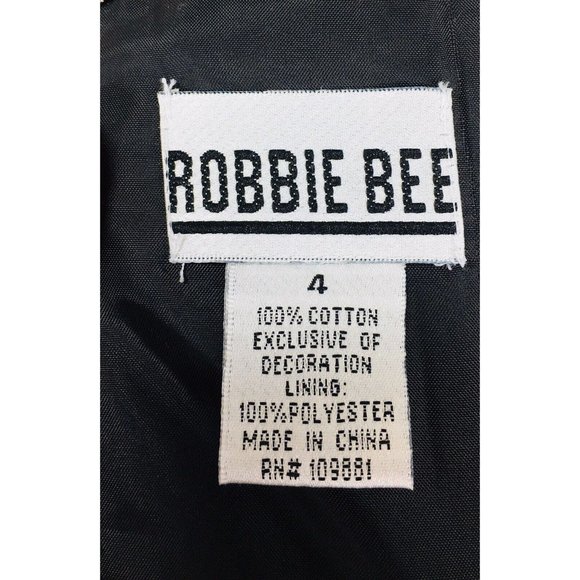 ROBBIE BEE
4
100% COTTON
EXCLUSIVE OF
DECORATION
LINING:
100%POLYESTER
MADE IN CHINA
RN# 109881